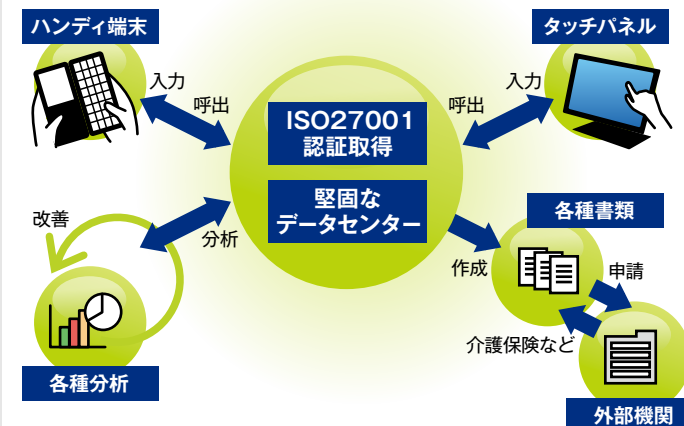 ハンディ端末
タッチパネル
入力
呼出
呼出
入力
ISO27001
認証取得
堅固な
データセンター
改善
分析
各種書類
作成
申請
介護保険など
各種分析
外部機関